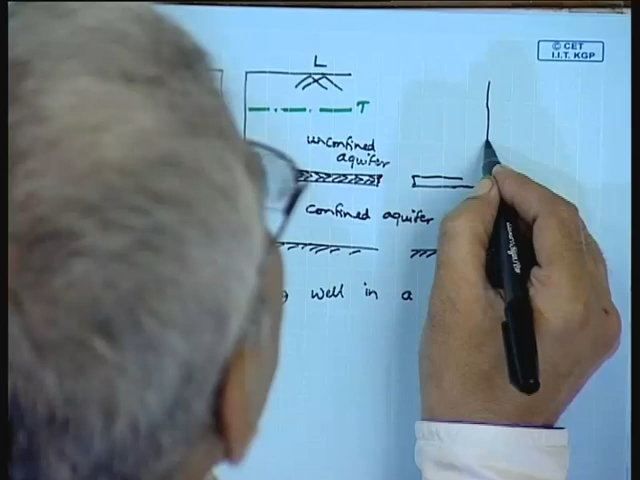 © CET
I.I.T. KGP
L
T
unconfined
aquifer
confined aquifer
well in a